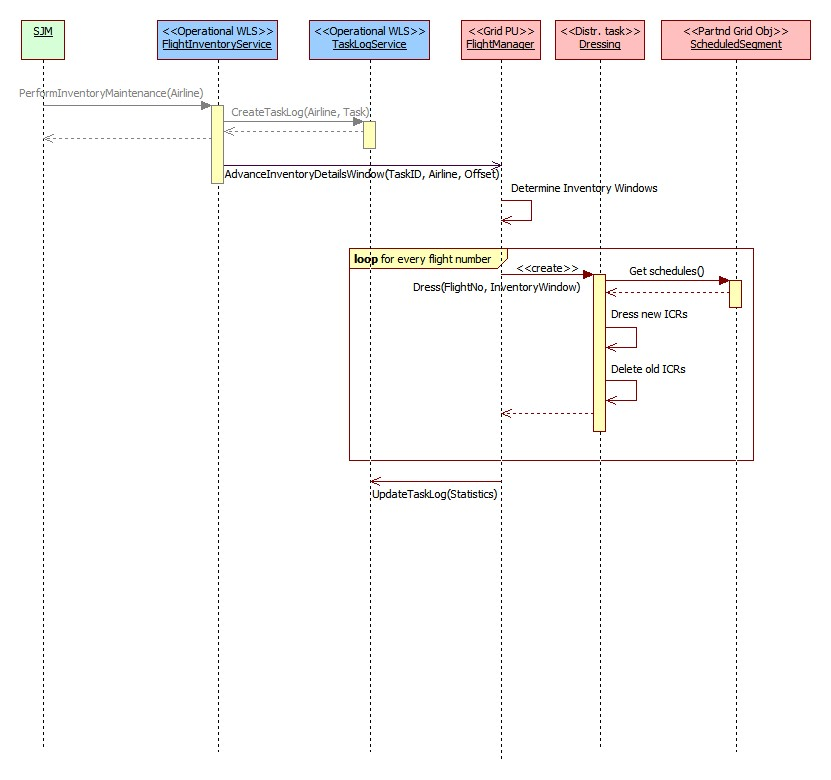 SJM
<<Operational WLS>>
FlightInventoryService
<<Operational WLS>>
TaskLogService
<<Grid PU>>
FlightManager
<<Distr. task>>
Dressing
<<Partnd Grid Obj>>
ScheduledSegment
PerformInventoryMaintenance(Airline)
CreateTaskLog(Airline, Task)
AdvanceInventoryDetailsWindow(TaskID, Airline, Offset)
Determine Inventory Windows
loop for every flight number
<<create>>
Get schedules()
Dress(FlightNo, InventoryWindow)
Dress new ICRs
Delete old ICRs
UpdateTaskLog(Statistics)